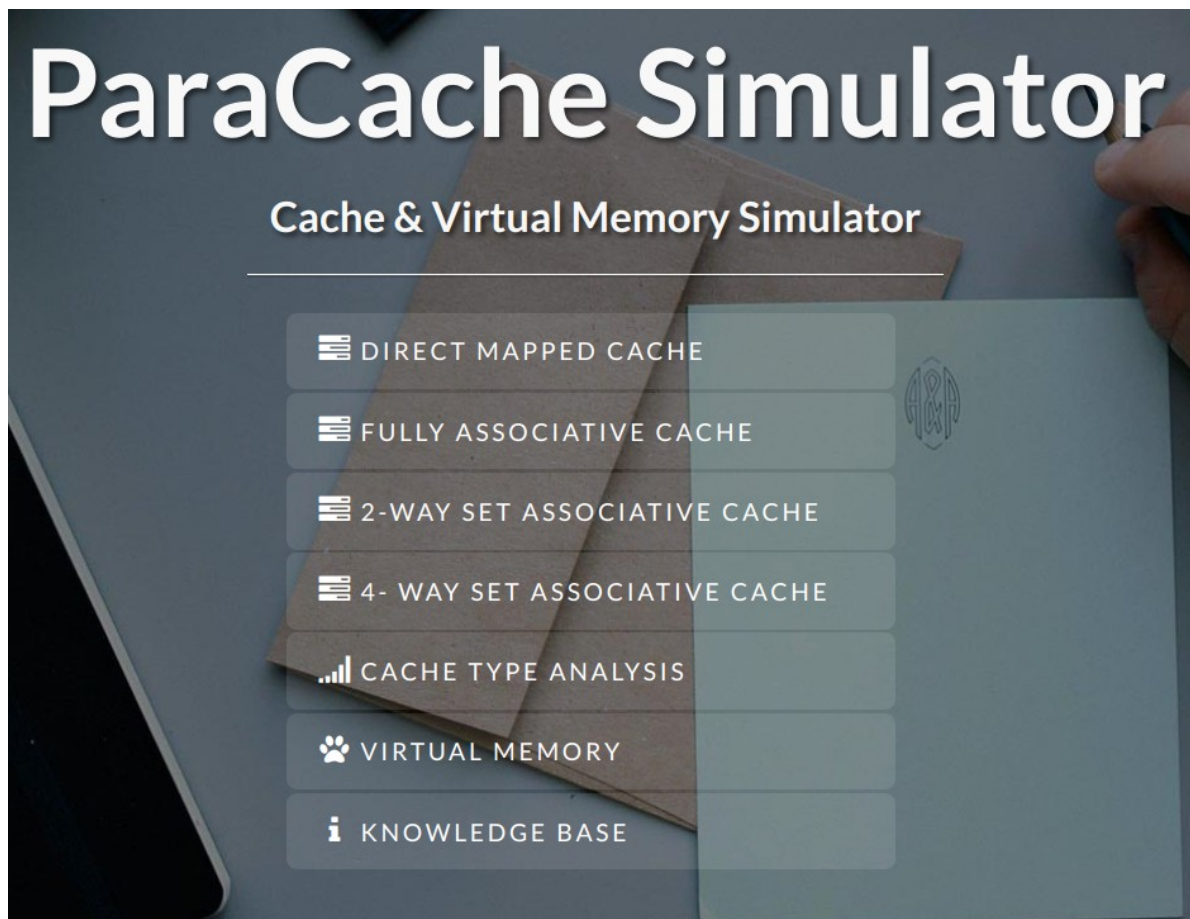 ParaCache Simulator
Cache & Virtual Memory Simulator
DIRECT MAPPED CACHE
FULLY ASSOCIATIVE CACHE
A&A
2-WAY SET ASSOCIATIVE CACHE
4- WAY SET ASSOCIATIVE CACHE
CACHE TYPE ANALYSIS
VIRTUAL MEMORY
KNOWLEDGE BASE